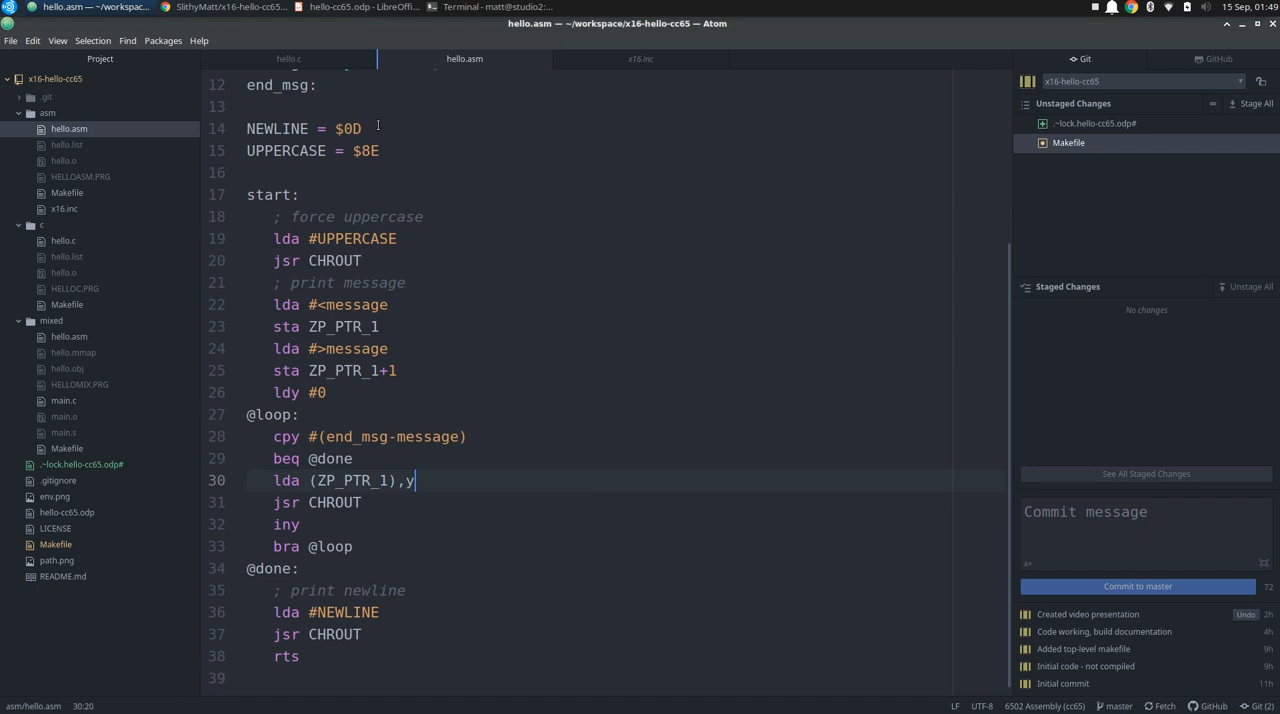 hello.asm — ~/workspac...
SlithyMatt/x16-hello-cc65...
hello-cc65.odp - LibreOffi...
Terminal - matt@studio2:...
15 Sep, 01:49
hello.asm — ~/workspace/x16-hello-cc65 — Atom
File Edit View Selection Find Packages Help
Project
hello.c
hello.asm
x16.inc
Git
GitHub
x16-hello-cc65
.git
asm
hello.asm
hello.list
hello.o
HELLOASM.PRG
Makefile
x16.inc
c
hello.c
hello.list
hello.o
HELLOC.PRG
Makefile
mixed
hello.asm
hello.mmap
hello.obj
HELLOMIX.PRG
main.c
main.o
main.s
Makefile
.~lock.hello-cc65.odp#
.gitignore
env.png
hello-cc65.odp
LICENSE
Makefile
path.png
README.md
12 end_msg:
13
14 NEWLINE = $0D
15 UPPERCASE = $8E
16
17 start:
18 ; force uppercase
19 lda #UPPERCASE
20 jsr CHROUT
21 ; print message
22 lda #<message
23 sta ZP_PTR_1
24 lda #>message
25 sta ZP_PTR_1+1
26 ldy #0
27 @loop:
28 cpy #(end_msg-message)
29 beq @done
30 lda (ZP_PTR_1),y
31 jsr CHROUT
32 iny
33 bra @loop
34 @done:
35 ; print newline
36 lda #NEWLINE
37 jsr CHROUT
38 rts
39
x16-hello-cc65
Unstaged Changes
Stage All
.~lock.hello-cc65.odp#
Makefile
Staged Changes
Unstage All
No changes
See All Staged Changes
Commit message
Commit to master
72
Created video presentation Undo 2h
Code working, build documentation 4h
Added top-level makefile 9h
Initial code - not compiled 9h
Initial commit 11h
asm/hello.asm 30:20
LF UTF-8 6502 Assembly (cc65) master Fetch GitHub Git (2)